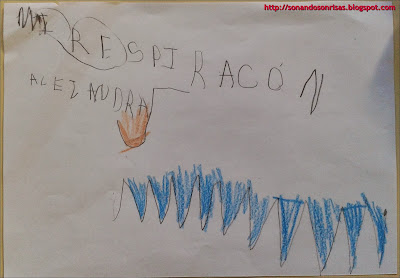 http://sonandosonrisas.blogspot.com
MI RESPIRACÓN
ALEJANDRA